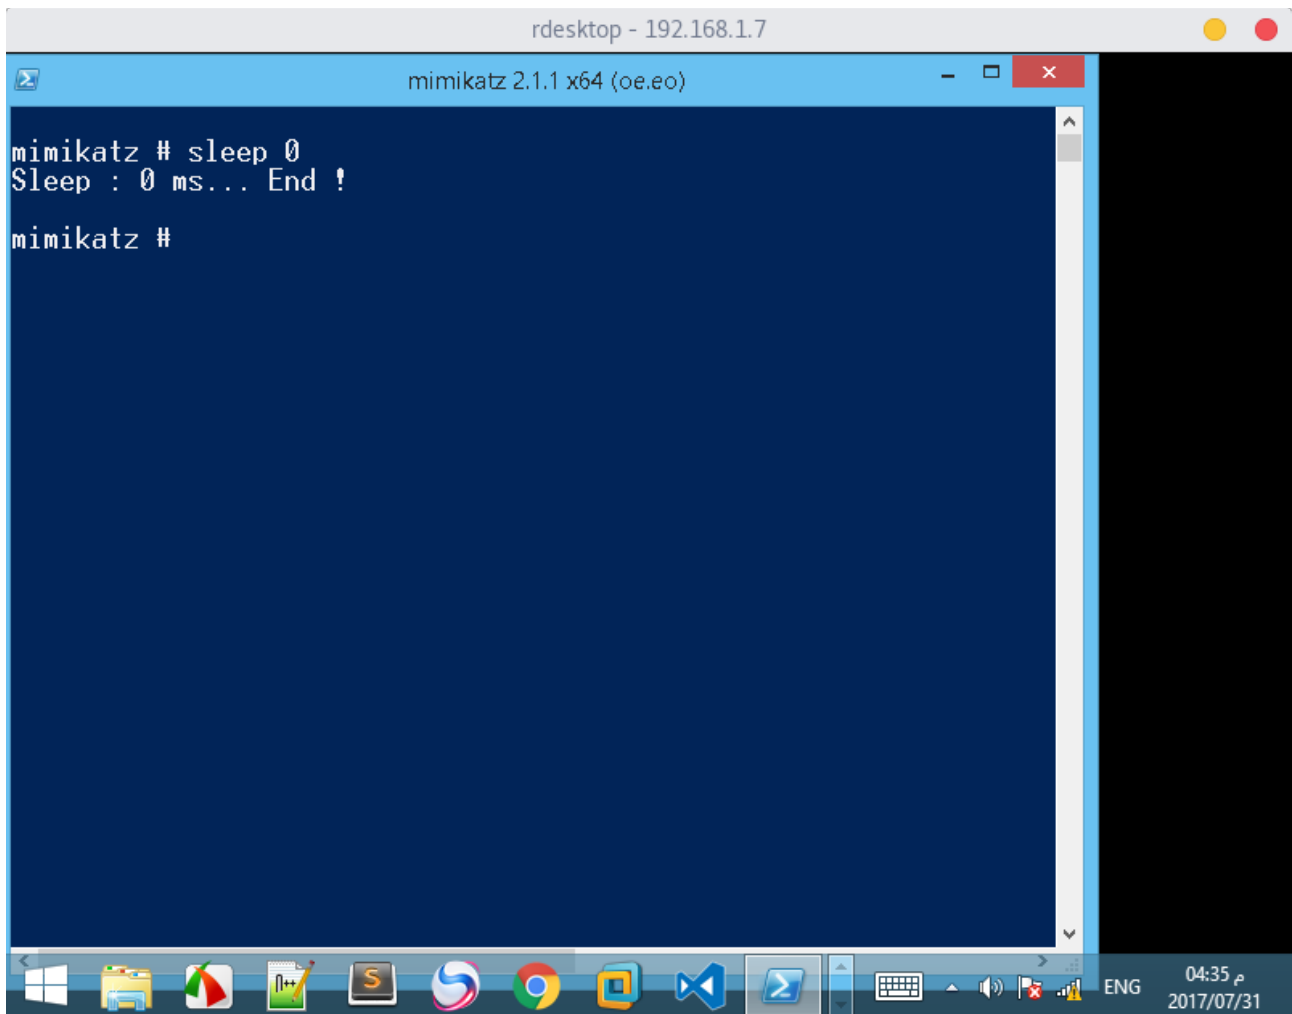 rdesktop - 192.168.1.7
mimikatz 2.1.1 x64 (oe.eo)
mimikatz # sleep 0
Sleep : 0 ms... End !
mimikatz #
n++
S
ENG
04:35 م
2017/07/31